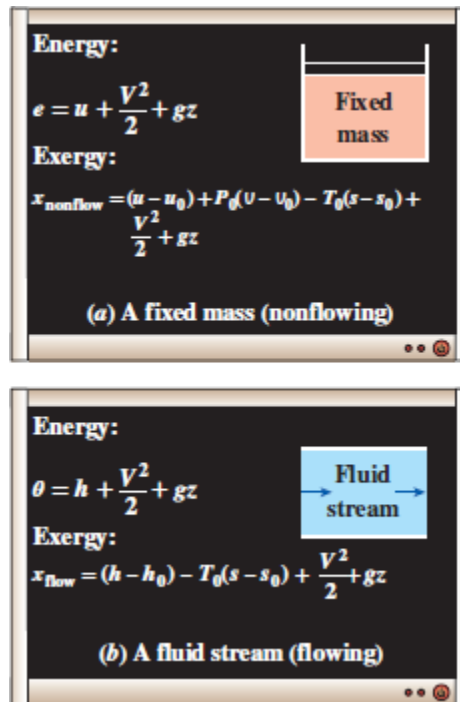 Energy:
Fixed
mass
e = u + V²/2 + gz
Exergy:
x_nonflow = (u – u₀) + P₀(υ – υ₀) – T₀(s – s₀) +
V²/2 + gz
(a) A fixed mass (nonflowing)
Energy:
Fluid
stream
θ = h + V²/2 + gz
Exergy:
x_flow = (h – h₀) – T₀(s – s₀) + V²/2 + gz
(b) A fluid stream (flowing)